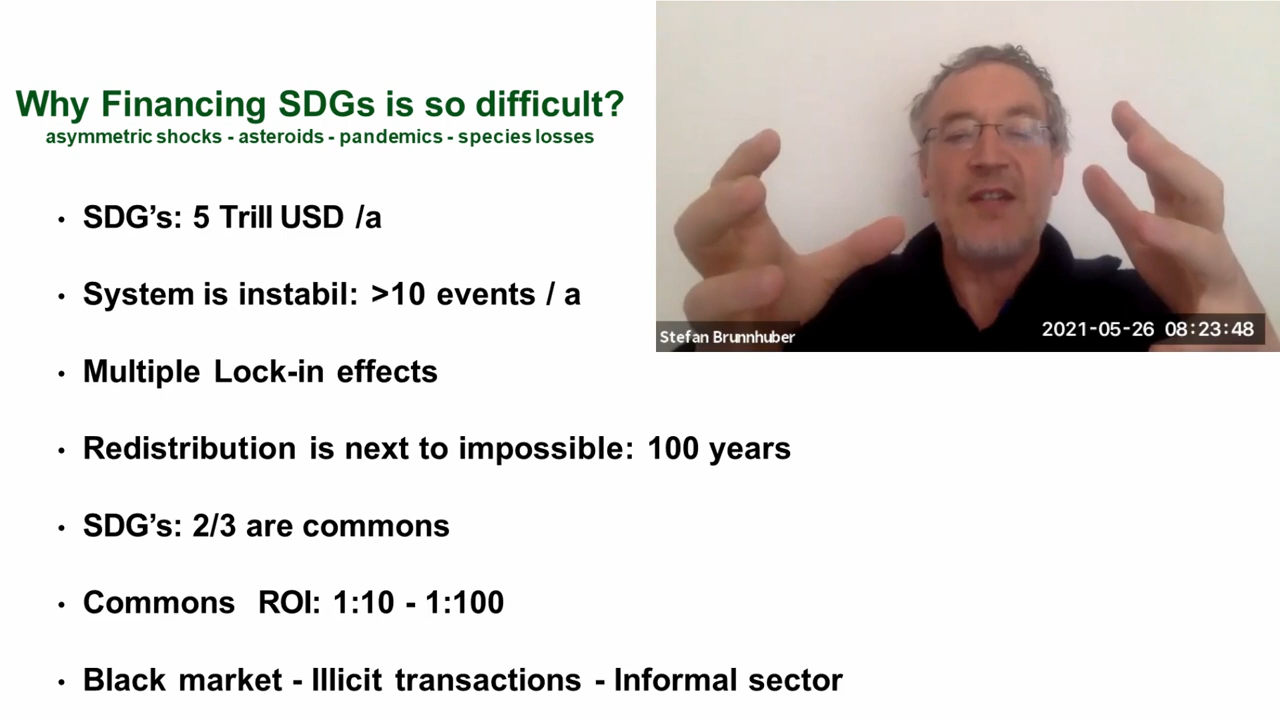 Why Financing SDGs is so difficult?
asymmetric shocks - asteroids - pandemics - species losses
• SDG’s: 5 Trill USD /a
• System is instabil: >10 events / a
• Multiple Lock-in effects
• Redistribution is next to impossible: 100 years
• SDG’s: 2/3 are commons
• Commons ROI: 1:10 - 1:100
• Black market - Illicit transactions - Informal sector
Stefan Brunnhuber
2021-05-26 08:23:48